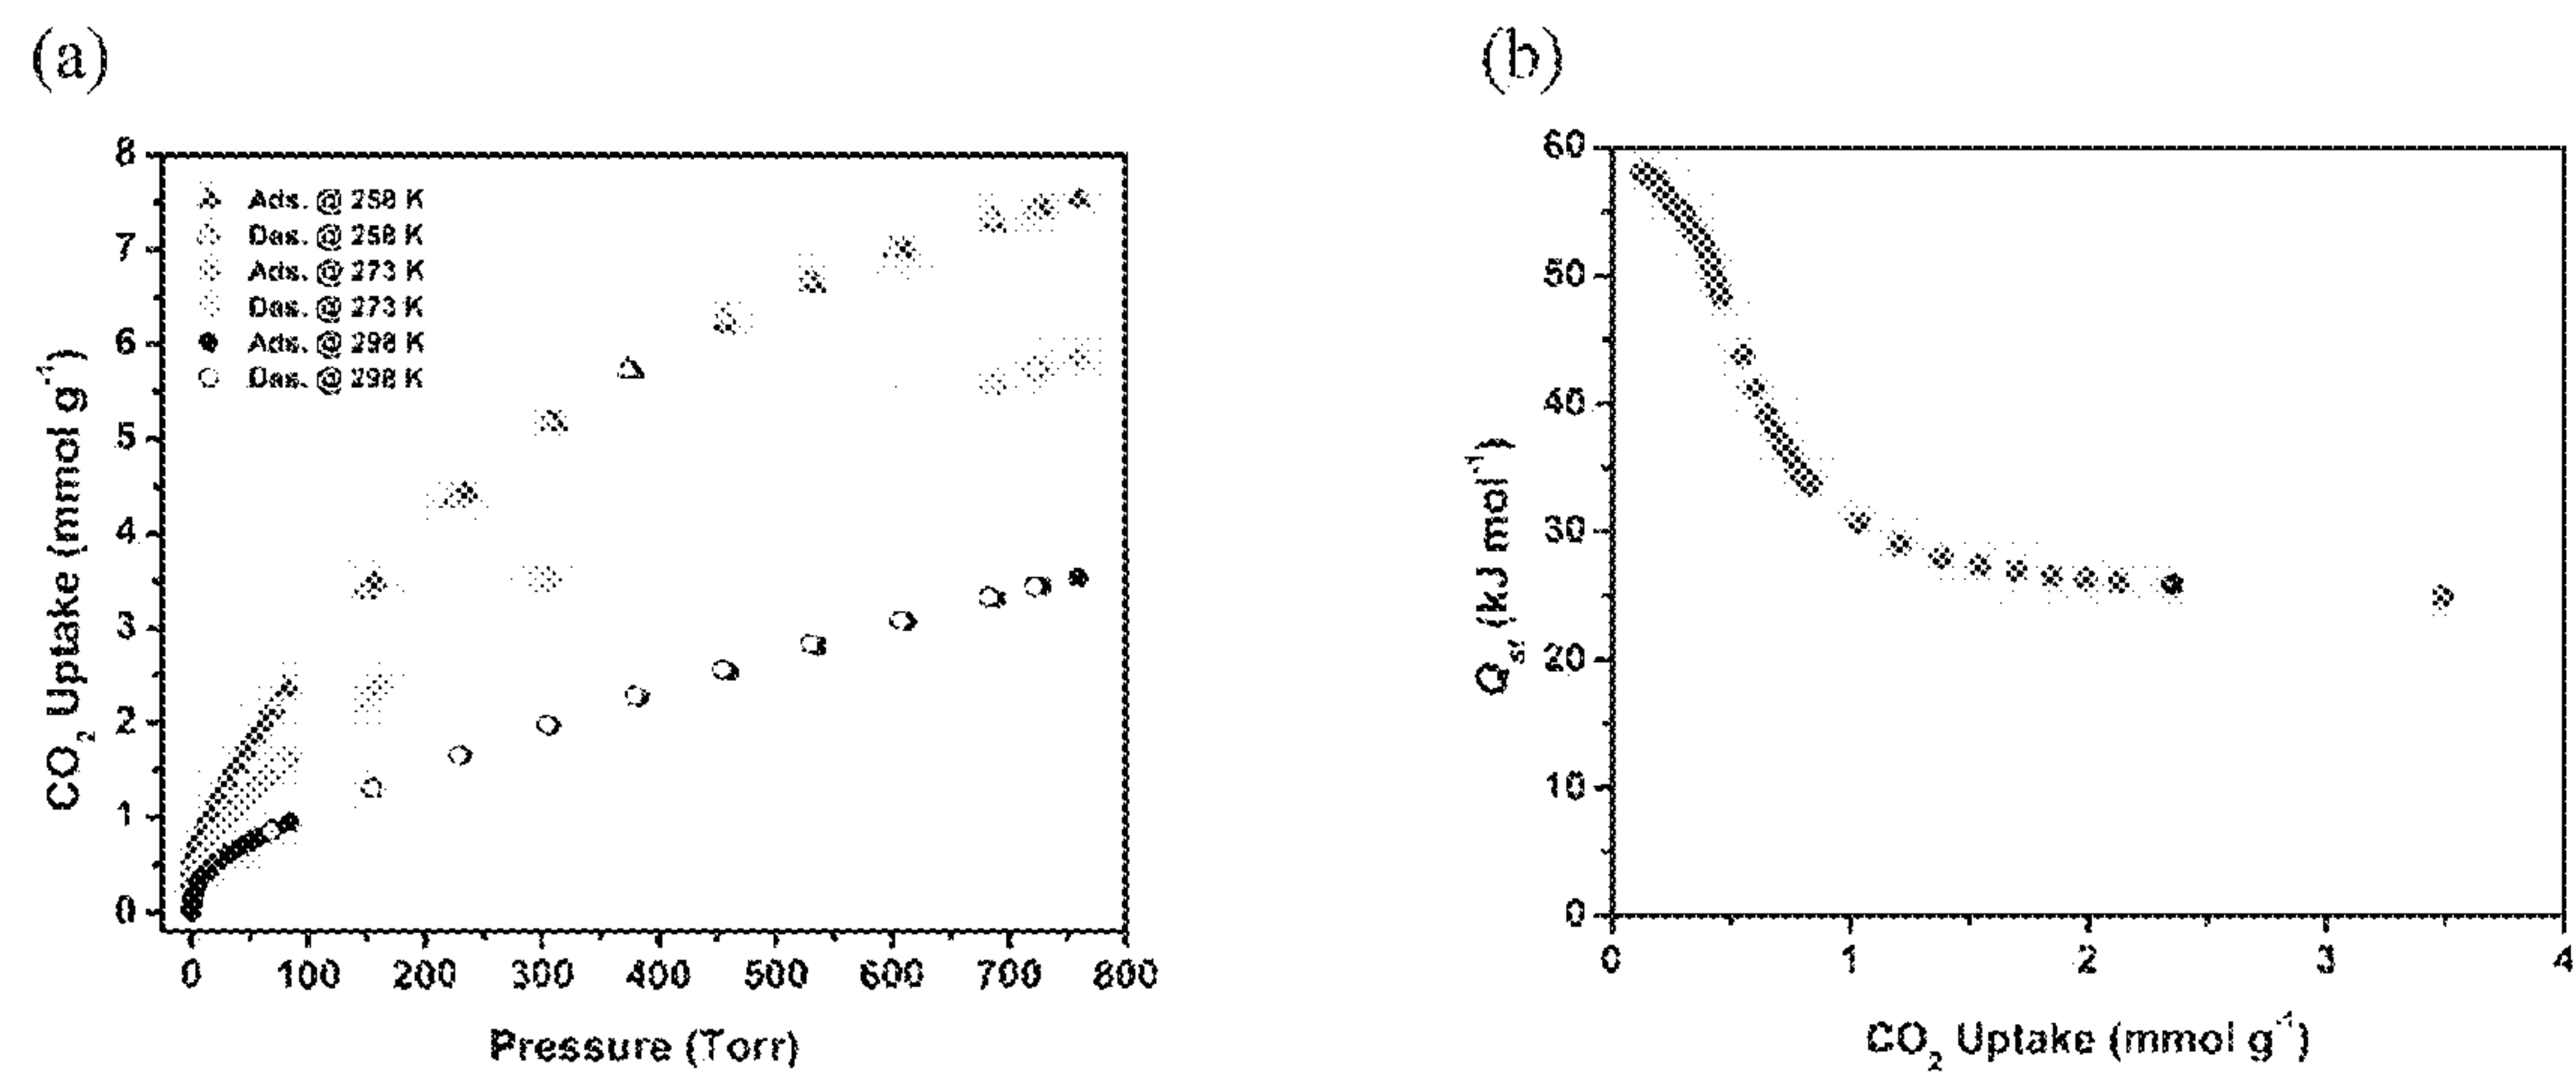 (a)
8
7
6
5
4
3
2
1
0
CO2 Uptake (mmol g-1)
Ads. @ 258 K
Des. @ 258 K
Ads. @ 273 K
Des. @ 273 K
Ads. @ 298 K
Des. @ 298 K
0 100 200 300 400 500 600 700 800
Pressure (Torr)
(b)
60
50
40
30
20
10
0
Qst (kJ mol-1)
0 1 2 3 4
CO2 Uptake (mmol g-1)